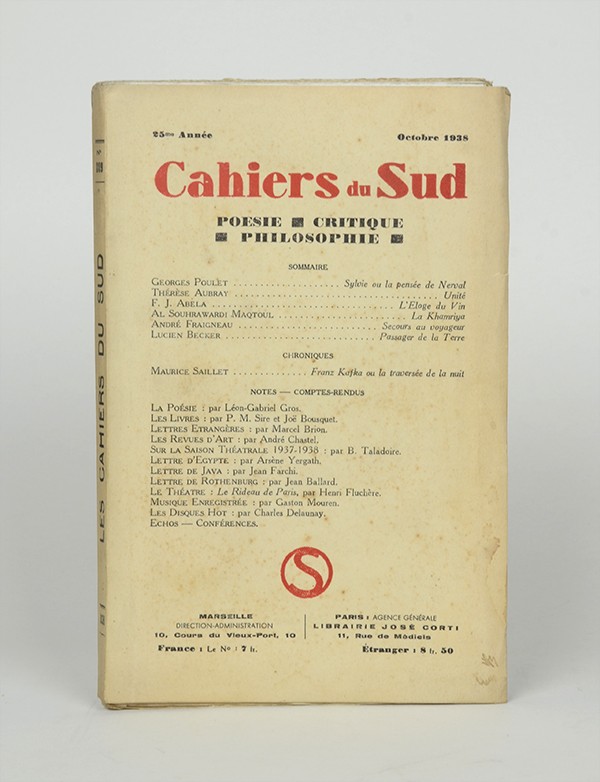 25ème Année Octobre 1938
Cahiers du Sud
POESIE CRITIQUE
PHILOSOPHIE
SOMMAIRE
GEORGES POULET . . . . . . . . . . . . . . . . . . . . Sylvie ou la pensée de Nerval
THÉRÈSE AUBRAY . . . . . . . . . . . . . . . . . . . . . . . . . . . . . . . . . . . . . . Unité
F. J. ABELA . . . . . . . . . . . . . . . . . . . . . . . . . . . . . . . . . . L'Eloge du Vin
AL SOUHRAWARDI MAQTOUL . . . . . . . . . . . . . . . . . . . . . . . . La Khamriya
ANDRÉ FRAIGNEAU . . . . . . . . . . . . . . . . . . . . . . . . . Secours au voyageur
LUCIEN BECKER . . . . . . . . . . . . . . . . . . . . . . . . . . . Passager de la Terre
CHRONIQUES
MAURICE SAILLET . . . . . . . . . . . . . . Franz Kafka ou la traversée de la nuit
NOTES — COMPTES-RENDUS
LA POÉSIE : par Léon-Gabriel Gros.
LES LIVRES : par P. M. Sire et Joë Bousquet.
LETTRES ETRANGÈRES : par Marcel Brion.
LES REVUES D'ART : par André Chastel.
SUR LA SAISON THÉATRALE 1937-1938 : par B. Taladoire.
LETTRE D'EGYPTE : par Arsène Yergath.
LETTRE DE JAVA : par Jean Farchi.
LETTRE DE ROTHENBURG : par Jean Ballard.
LE THÉATRE : Le Rideau de Paris, par Henri Fluchère.
MUSIQUE ENREGISTRÉE : par Gaston Mouren.
LES DISQUES HOT : par Charles Delaunay.
ECHOS — CONFÉRENCES.
S
MARSEILLE
DIRECTION-ADMINISTRATION
10, Cours du Vieux-Port, 10
France : Le N° : 7 fr.
PARIS : AGENCE GÉNÉRALE
LIBRAIRIE JOSÉ CORTI
11, Rue de Médicis
Étranger : 8 fr. 50
LES CAHIERS DU SUD